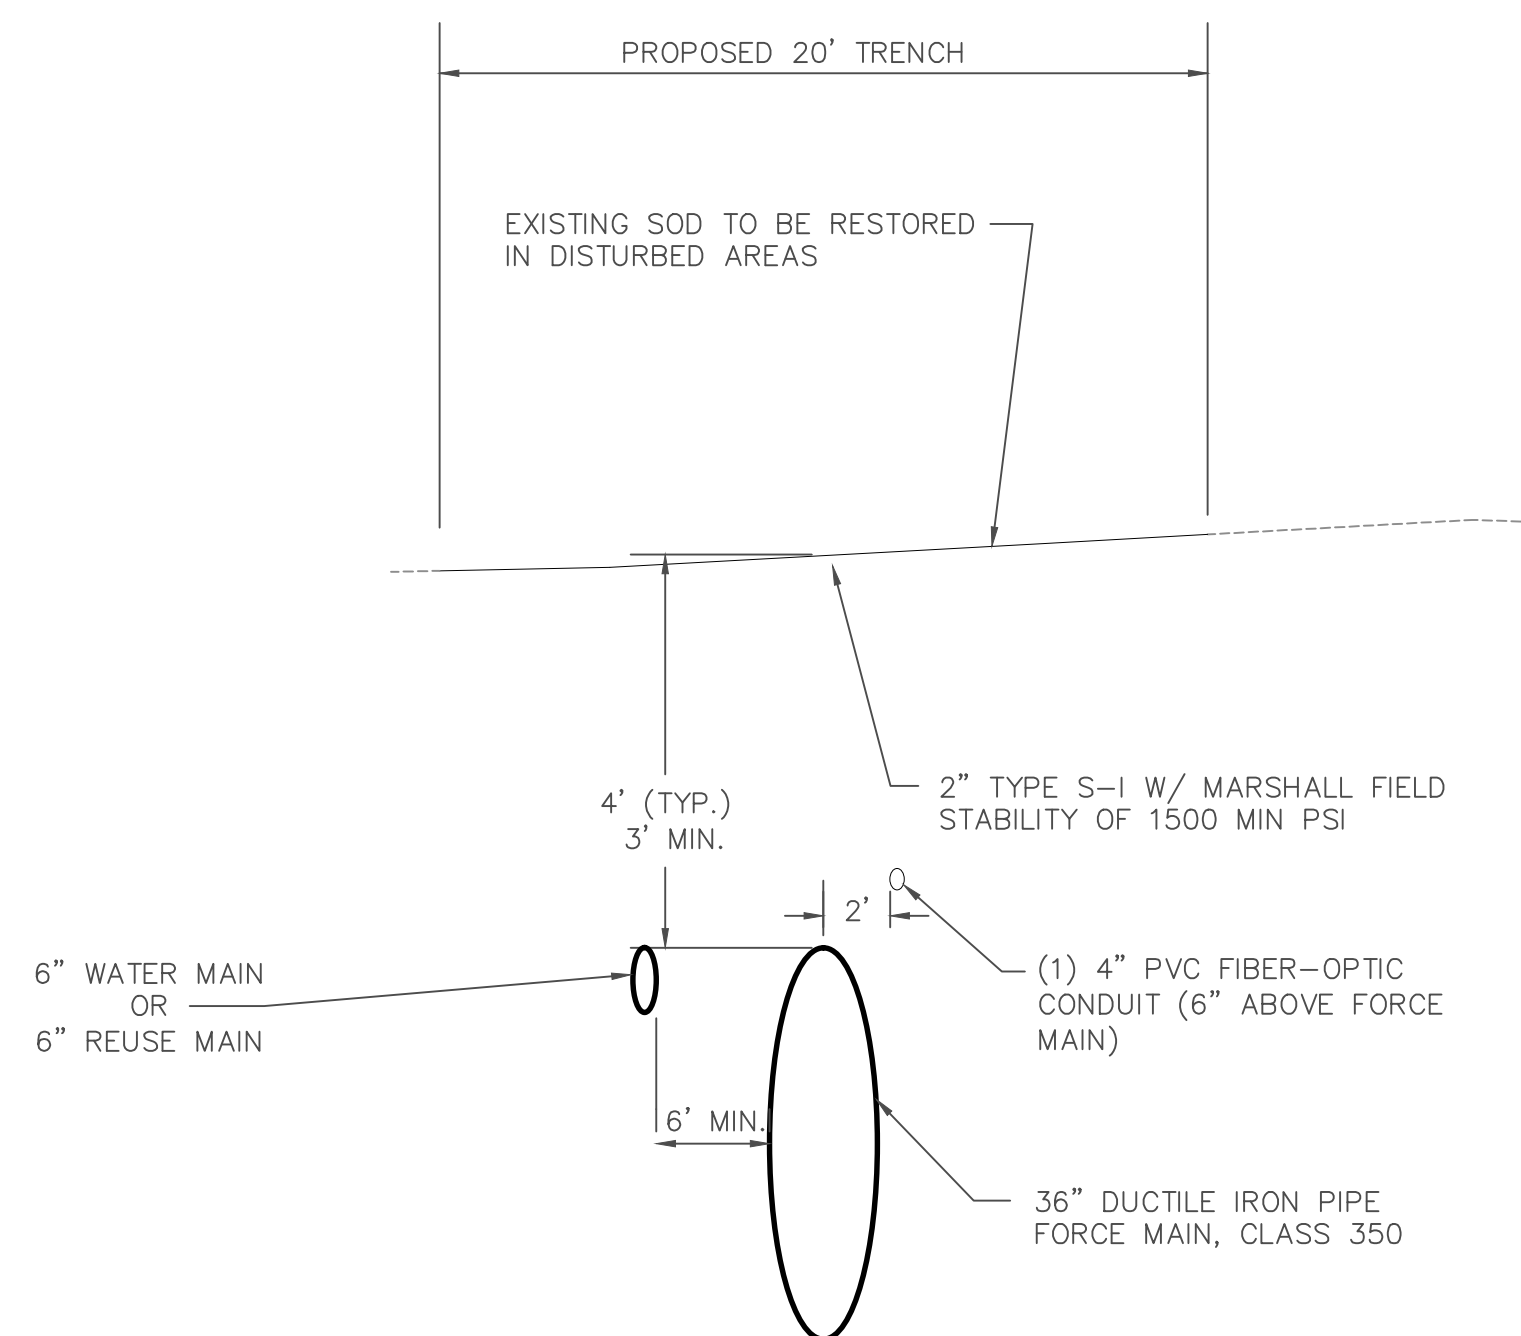 PROPOSED 20' TRENCH
EXISTING SOD TO BE RESTORED
IN DISTURBED AREAS
4' (TYP.)
3' MIN.
2" TYPE S-I W/ MARSHALL FIELD
STABILITY OF 1500 MIN PSI
2'
6" WATER MAIN
OR
6" REUSE MAIN
(1) 4" PVC FIBER-OPTIC
CONDUIT (6" ABOVE FORCE
MAIN)
6' MIN.
36" DUCTILE IRON PIPE
FORCE MAIN, CLASS 350